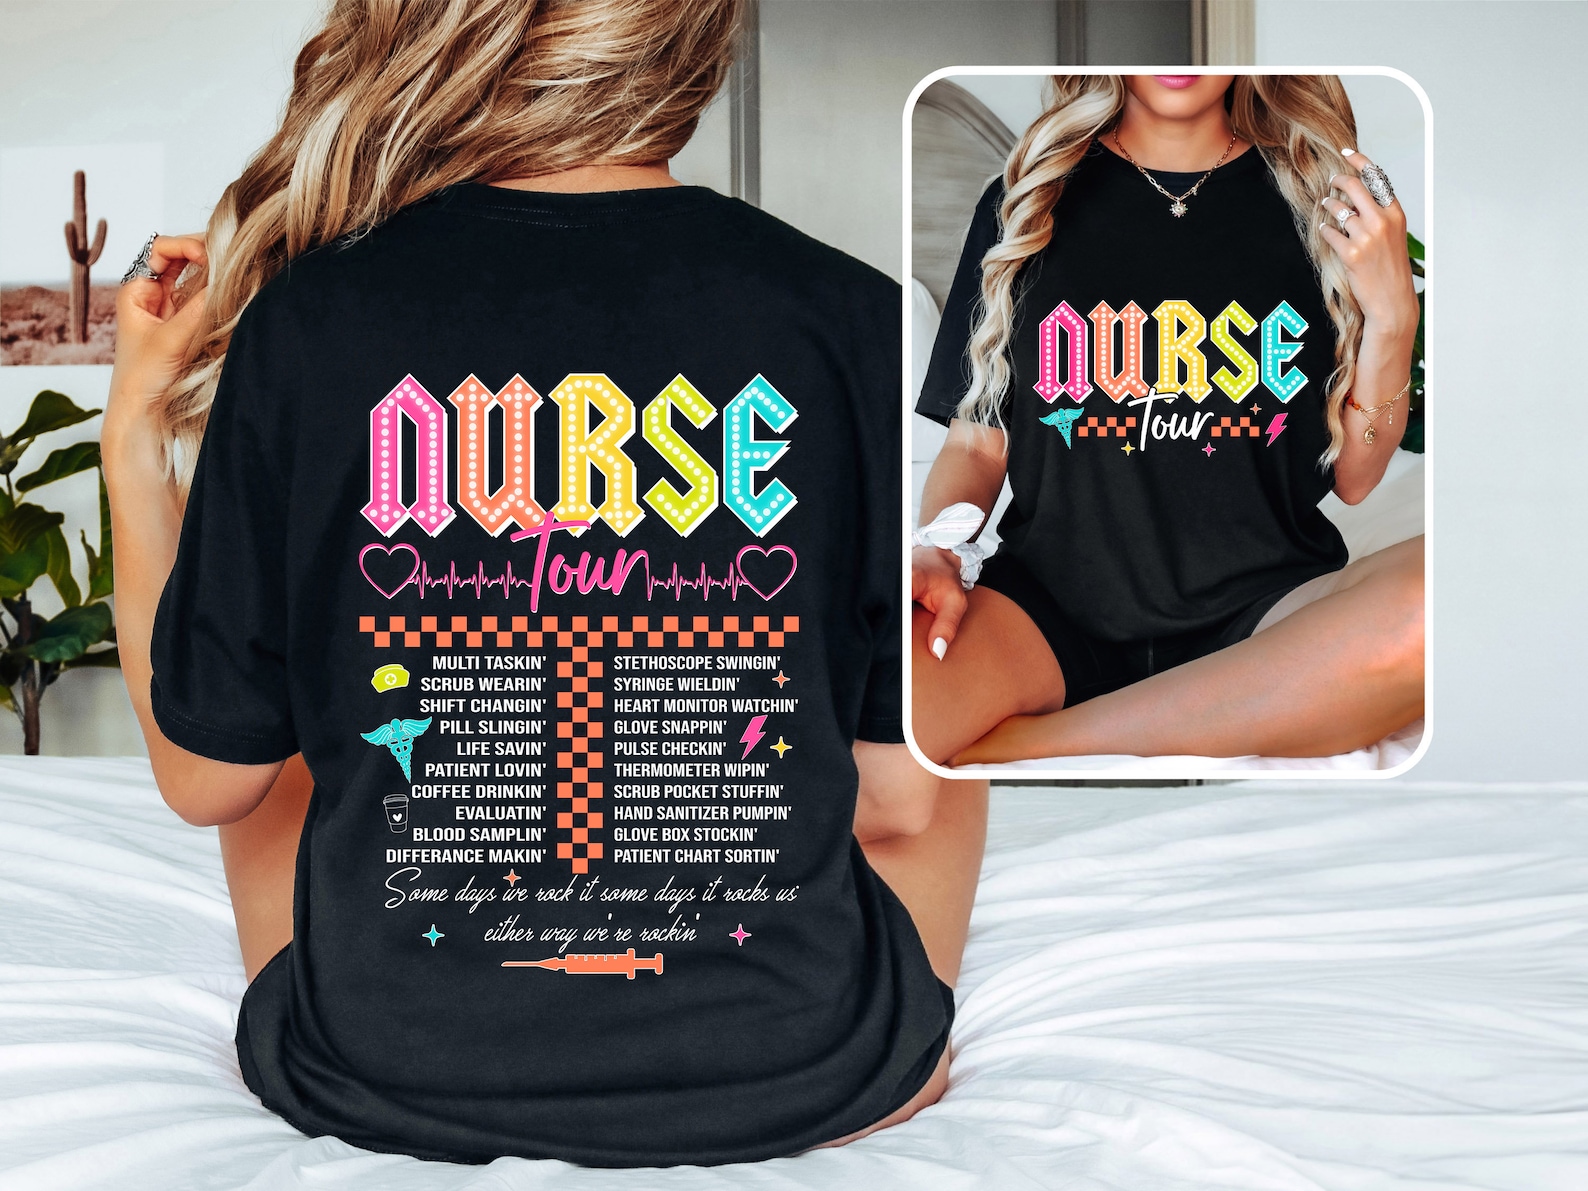 NURSE
Tour
MULTI TASKIN'
SCRUB WEARIN'
SHIFT CHANGIN'
PILL SLINGIN'
LIFE SAVIN'
PATIENT LOVIN'
COFFEE DRINKIN'
EVALUATIN'
BLOOD SAMPLIN'
DIFFERANCE MAKIN'
STETHOSCOPE SWINGIN'
SYRINGE WIELDIN'
HEART MONITOR WATCHIN'
GLOVE SNAPPIN'
PULSE CHECKIN'
THERMOMETER WIPIN'
SCRUB POCKET STUFFIN'
HAND SANITIZER PUMPIN'
GLOVE BOX STOCKIN'
PATIENT CHART SORTIN'
Some days we rock it some days it rocks us
either way we're rockin'
NURSE
Tour